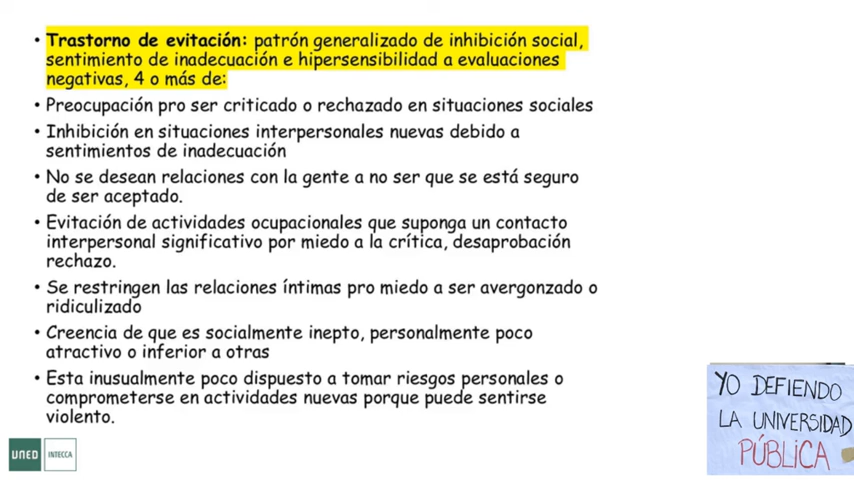 • Trastorno de evitación: patrón generalizado de inhibición social,
sentimiento de inadecuación e hipersensibilidad a evaluaciones
negativas, 4 o más de:
• Preocupación pro ser criticado o rechazado en situaciones sociales
• Inhibición en situaciones interpersonales nuevas debido a
sentimientos de inadecuación
• No se desean relaciones con la gente a no ser que se está seguro
de ser aceptado.
• Evitación de actividades ocupacionales que suponga un contacto
interpersonal significativo por miedo a la crítica, desaprobación
rechazo.
• Se restringen las relaciones íntimas pro miedo a ser avergonzado o
ridiculizado
• Creencia de que es socialmente inepto, personalmente poco
atractivo o inferior a otras
• Esta inusualmente poco dispuesto a tomar riesgos personales o
comprometerse en actividades nuevas porque puede sentirse
violento.
UNED INTECCA
YO DEFIENDO
LA UNIVERSIDAD
PÚBLICA